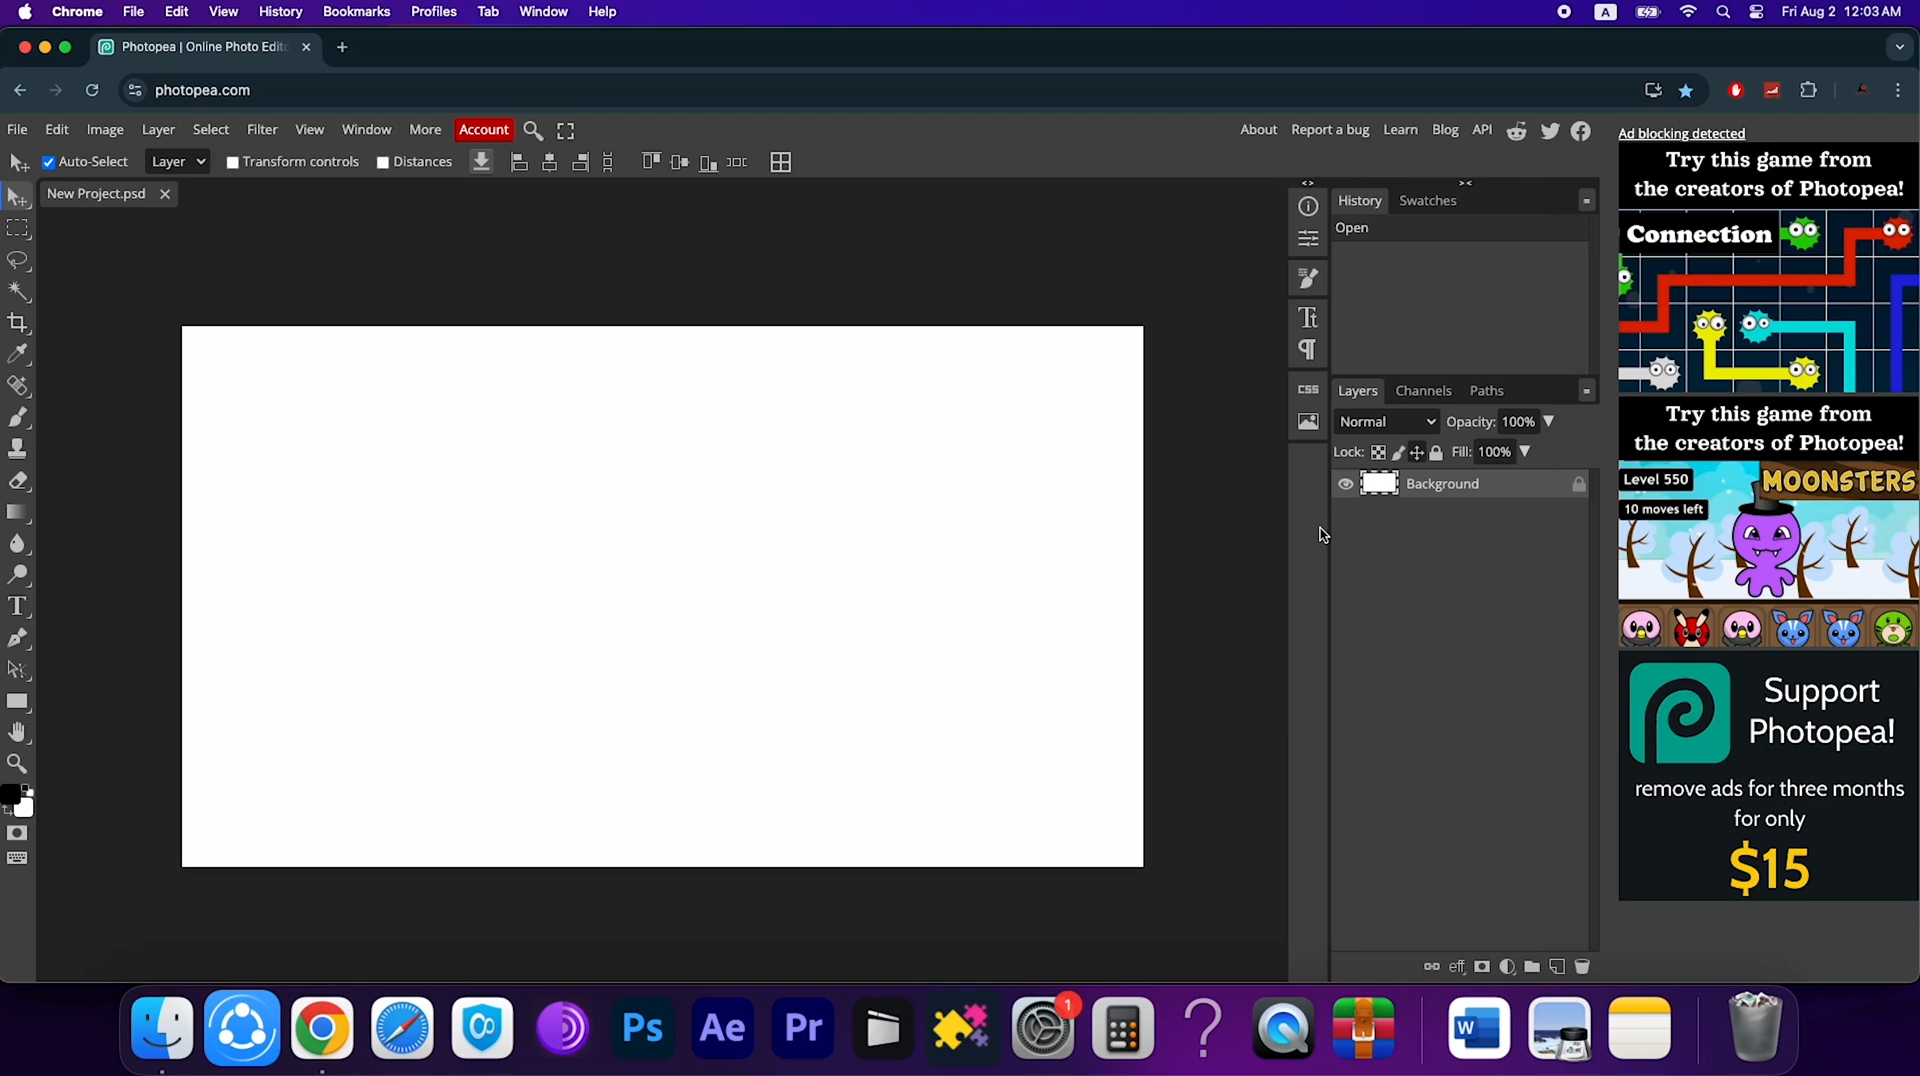 Chrome File Edit View History Bookmarks Profiles Tab Window Help A Fri Aug 2 12:03 AM
Photopea | Online Photo Edito
photopea.com
File Edit Image Layer Select Filter View Window More Account About Report a bug Learn Blog API
Ad blocking detected
Auto-Select Layer Transform controls Distances
Try this game from
the creators of Photopea!
New Project.psd
History Swatches
Open
Connection
Tt
CSS
Layers Channels Paths
Normal Opacity: 100%
Lock: Fill: 100%
Background
Try this game from
the creators of Photopea!
Level 550 MOONSTERS
10 moves left
T
Support
Photopea!
remove ads for three months
for only
$15
eff
Ps Ae Pr 1 ? W